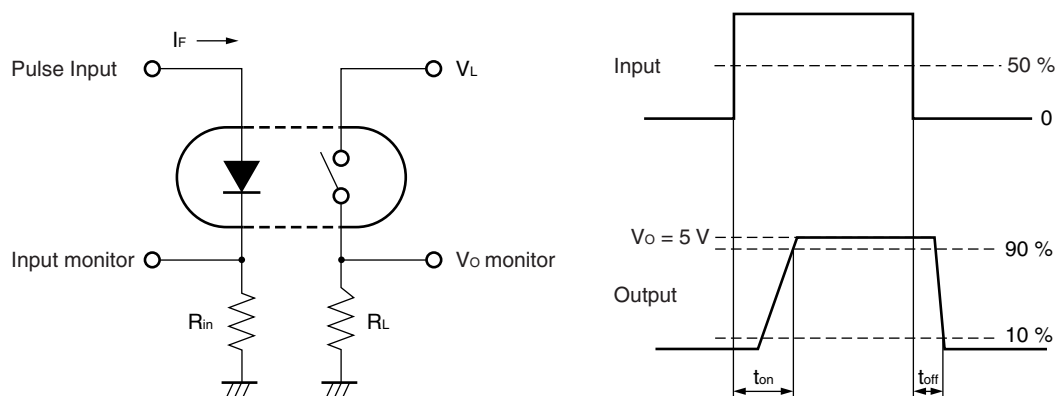 IF
Pulse Input
VL
Input monitor
VO monitor
Rin
RL
Input
50 %
0
VO = 5 V
90 %
Output
10 %
ton
toff